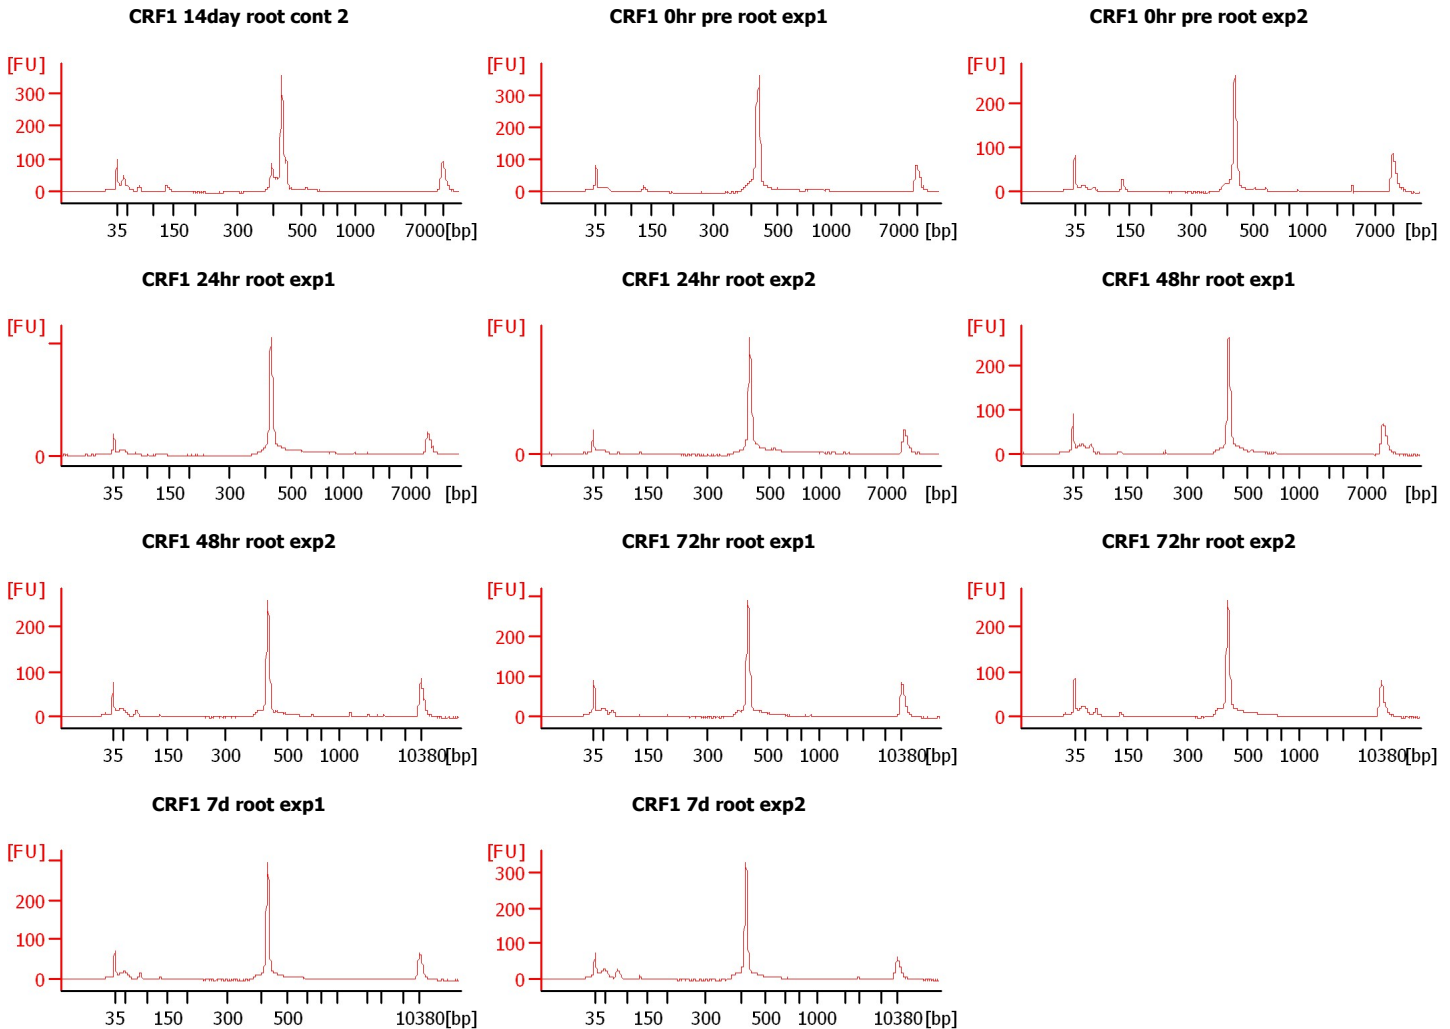 CRF1 14day root cont 2
[FU]
300
200
100
0
35 150 300 500 1000 7000 [bp]
CRF1 0hr pre root exp1
[FU]
300
200
100
0
35 150 300 500 1000 7000 [bp]
CRF1 0hr pre root exp2
[FU]
200
100
0
35 150 300 500 1000 7000 [bp]
CRF1 24hr root exp1
[FU]
0
35 150 300 500 1000 7000 [bp]
CRF1 24hr root exp2
[FU]
0
35 150 300 500 1000 7000 [bp]
CRF1 48hr root exp1
[FU]
200
100
0
35 150 300 500 1000 7000 [bp]
CRF1 48hr root exp2
[FU]
200
100
0
35 150 300 500 1000 10380 [bp]
CRF1 72hr root exp1
[FU]
200
100
0
35 150 300 500 1000 10380 [bp]
CRF1 72hr root exp2
[FU]
200
100
0
35 150 300 500 1000 10380 [bp]
CRF1 7d root exp1
[FU]
200
100
0
35 150 300 500 10380 [bp]
CRF1 7d root exp2
[FU]
300
200
100
0
35 150 300 500 10380 [bp]